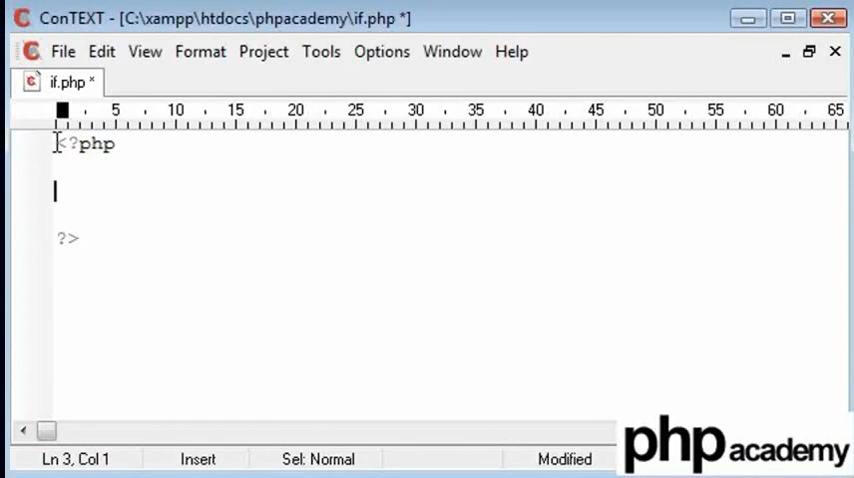 ConTEXT - [C:\xampp\htdocs\phpacademy\if.php *]
File Edit View Format Project Tools Options Window Help
if.php *
5 10 15 20 25 30 35 40 45 50 55 60 65
<?php
?>
Ln 3, Col 1 Insert Sel: Normal Modified
php academy